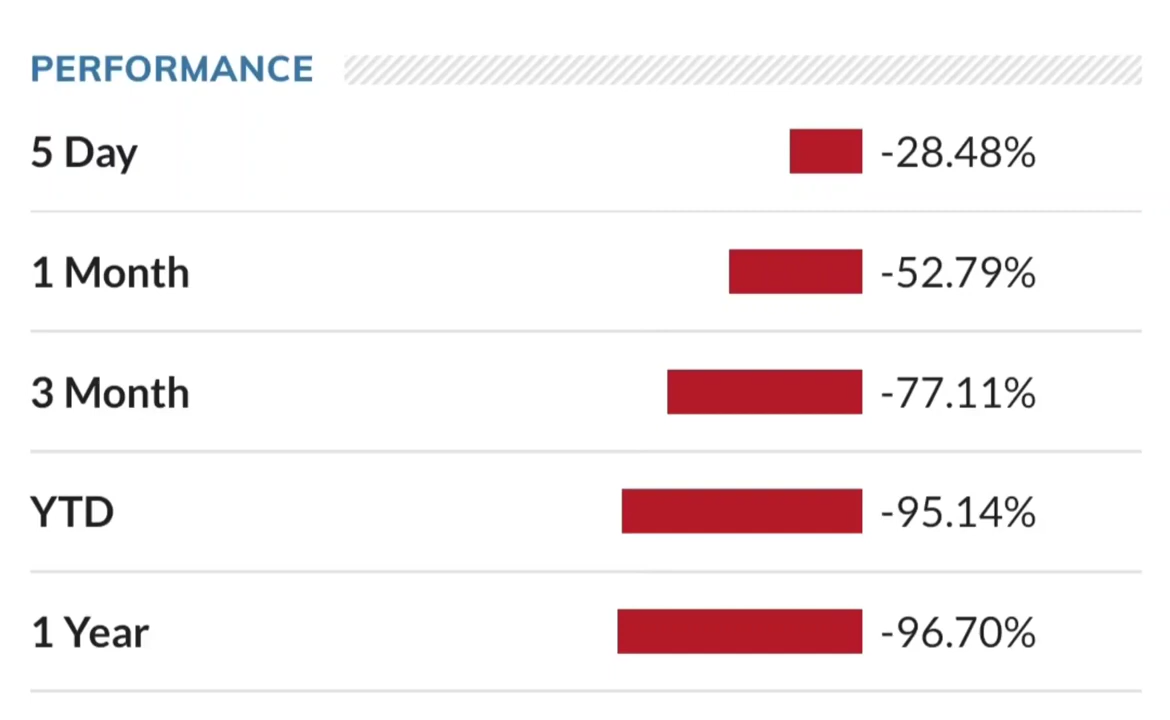 PERFORMANCE
5 Day -28.48%
1 Month -52.79%
3 Month -77.11%
YTD -95.14%
1 Year -96.70%